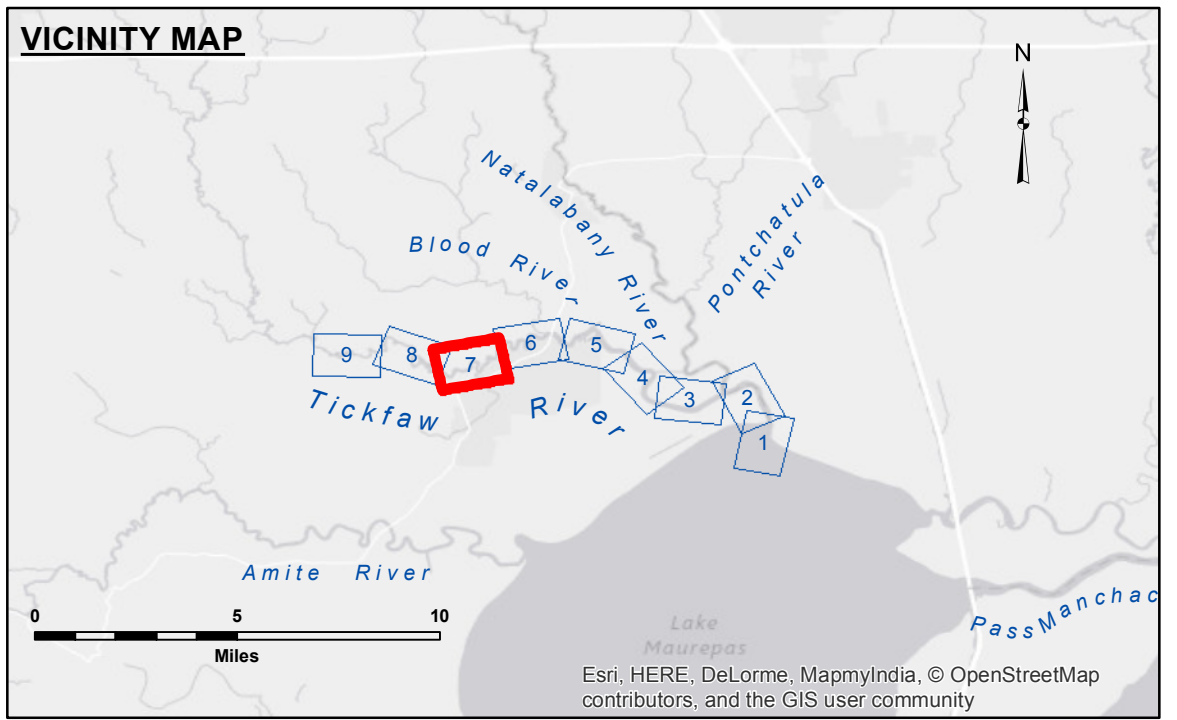 VICINITY MAP
N
Natalabany River
Pontchatula
River
Blood River
9
8
7
6
5
4
3
2
1
Tickfaw River
Amite River
0 5 10
Miles
Pass Manchac
Lake
Maurepas
Esri, HERE, DeLorme, MapmyIndia, © OpenStreetMap
contributors, and the GIS user community